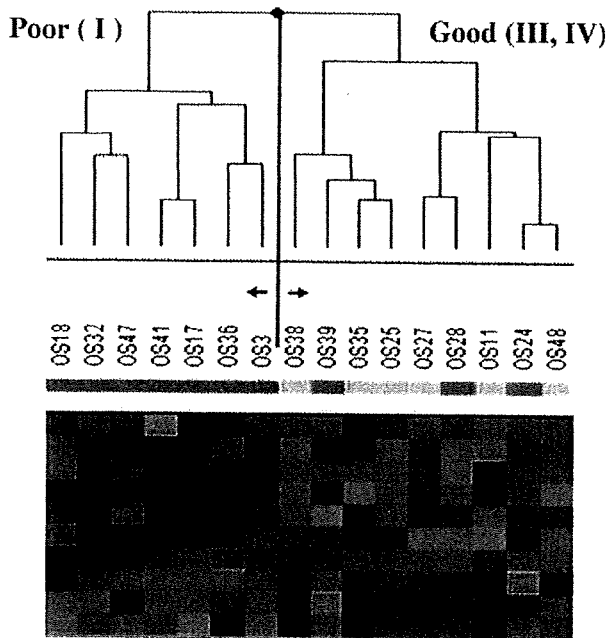 Poor ( I )
Good (III, IV)
OS18
OS32
OS47
OS41
OS17
OS36
OS3
OS38
OS39
OS35
OS25
OS27
OS28
OS11
OS24
OS48